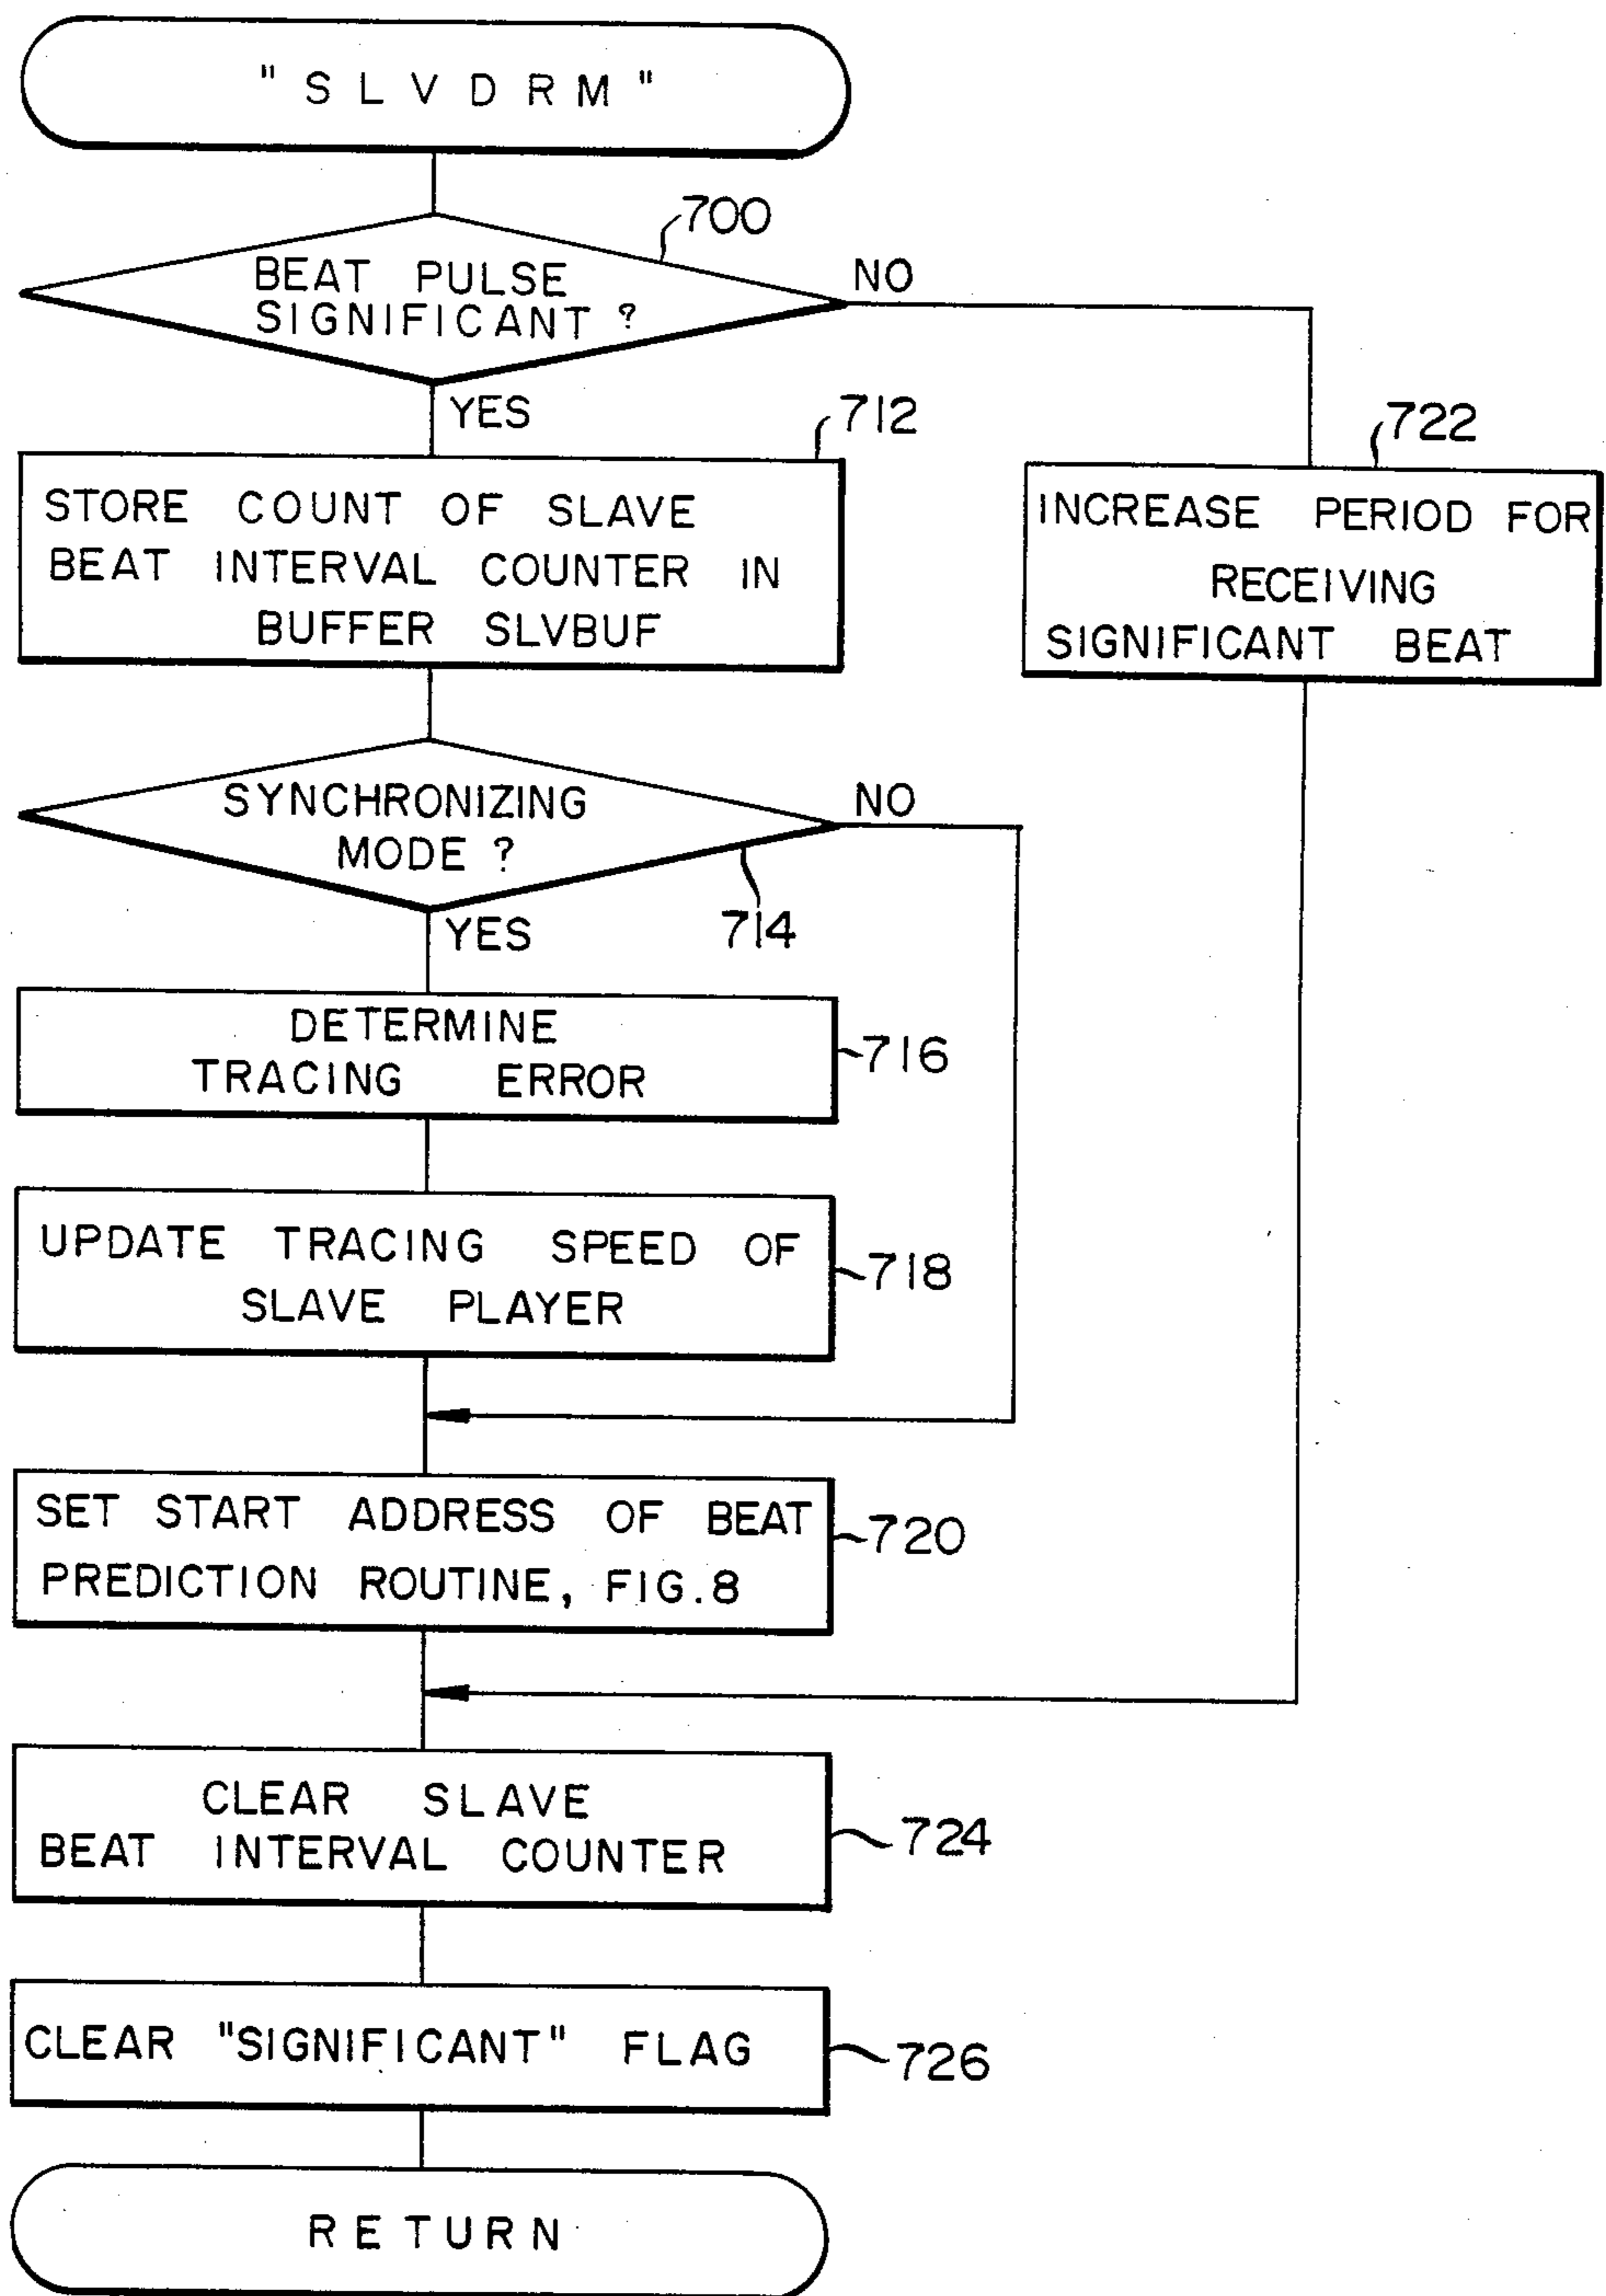 "SLVDRM"
700
BEAT PULSE
SIGNIFICANT ?
NO
YES
712
STORE COUNT OF SLAVE
BEAT INTERVAL COUNTER IN
BUFFER SLVBUF
722
INCREASE PERIOD FOR
RECEIVING
SIGNIFICANT BEAT
SYNCHRONIZING
MODE ?
NO
714
YES
DETERMINE
TRACING ERROR
716
UPDATE TRACING SPEED OF
SLAVE PLAYER
718
SET START ADDRESS OF BEAT
PREDICTION ROUTINE, FIG.8
720
CLEAR SLAVE
BEAT INTERVAL COUNTER
724
CLEAR "SIGNIFICANT" FLAG
726
RETURN